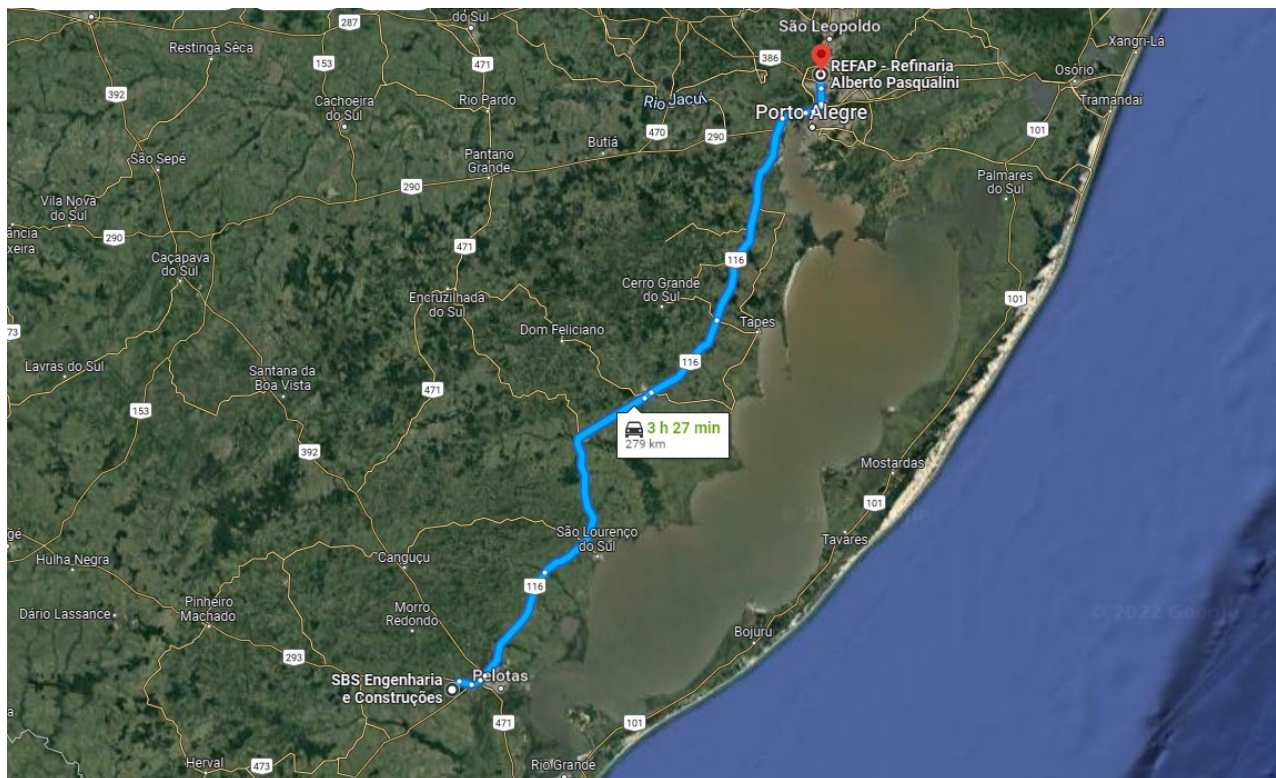 do Sul
287
São Leopoldo
Restinga Sêca
Xangri-Lá
386
153
471
REFAP - Refinaria
Alberto Pasqualini
Osório
392
Cachoeira
do Sul
Rio Pardo
Rio Jacuí
Tramandaí
Porto Alegre
470
101
Butiá
290
São Sepé
Pantano
Grande
290
Palmares
do Sul
Vila Nova
do Sul
290
471
Caçapava
do Sul
116
Cerro Grande
do Sul
Encruzilhada
do Sul
101
Dom Feliciano
Tapes
73
116
Lavras do Sul
Santana da
Boa Vista
471
153
3 h 27 min
279 km
392
Mostardas
101
São Lourenço
do Sul
Tavares
Hulha Negra
Canguçu
116
Pinheiro
Machado
Dário Lassance
Morro
Redondo
© 2022 Google
Bojuru
293
SBS Engenharia
e Construções
Pelotas
471
101
Herval
473
Rio Grande